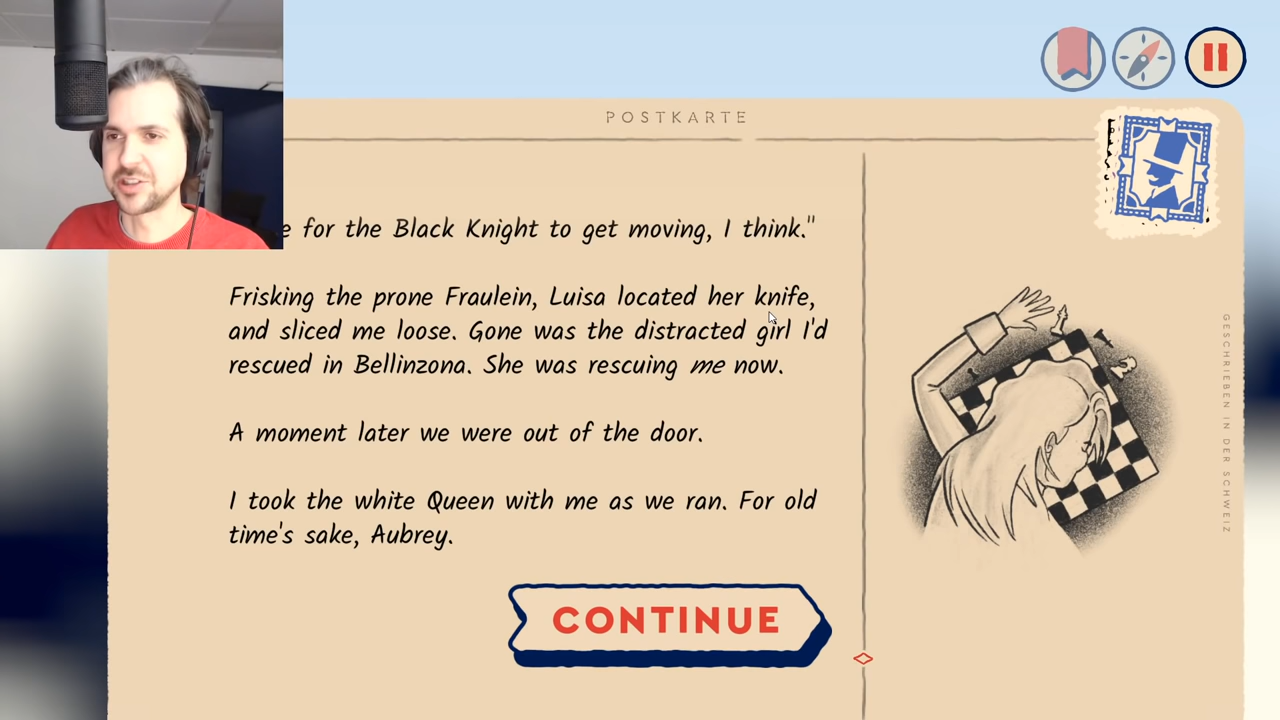 POSTKARTE
for the Black Knight to get moving, I think."
Frisking the prone Fraulein, Luisa located her knife,
and sliced me loose. Gone was the distracted girl I'd
rescued in Bellinzona. She was rescuing me now.
A moment later we were out of the door.
I took the white Queen with me as we ran. For old
time's sake, Aubrey.
CONTINUE
GESCHRIEBEN IN DER SCHWEIZ